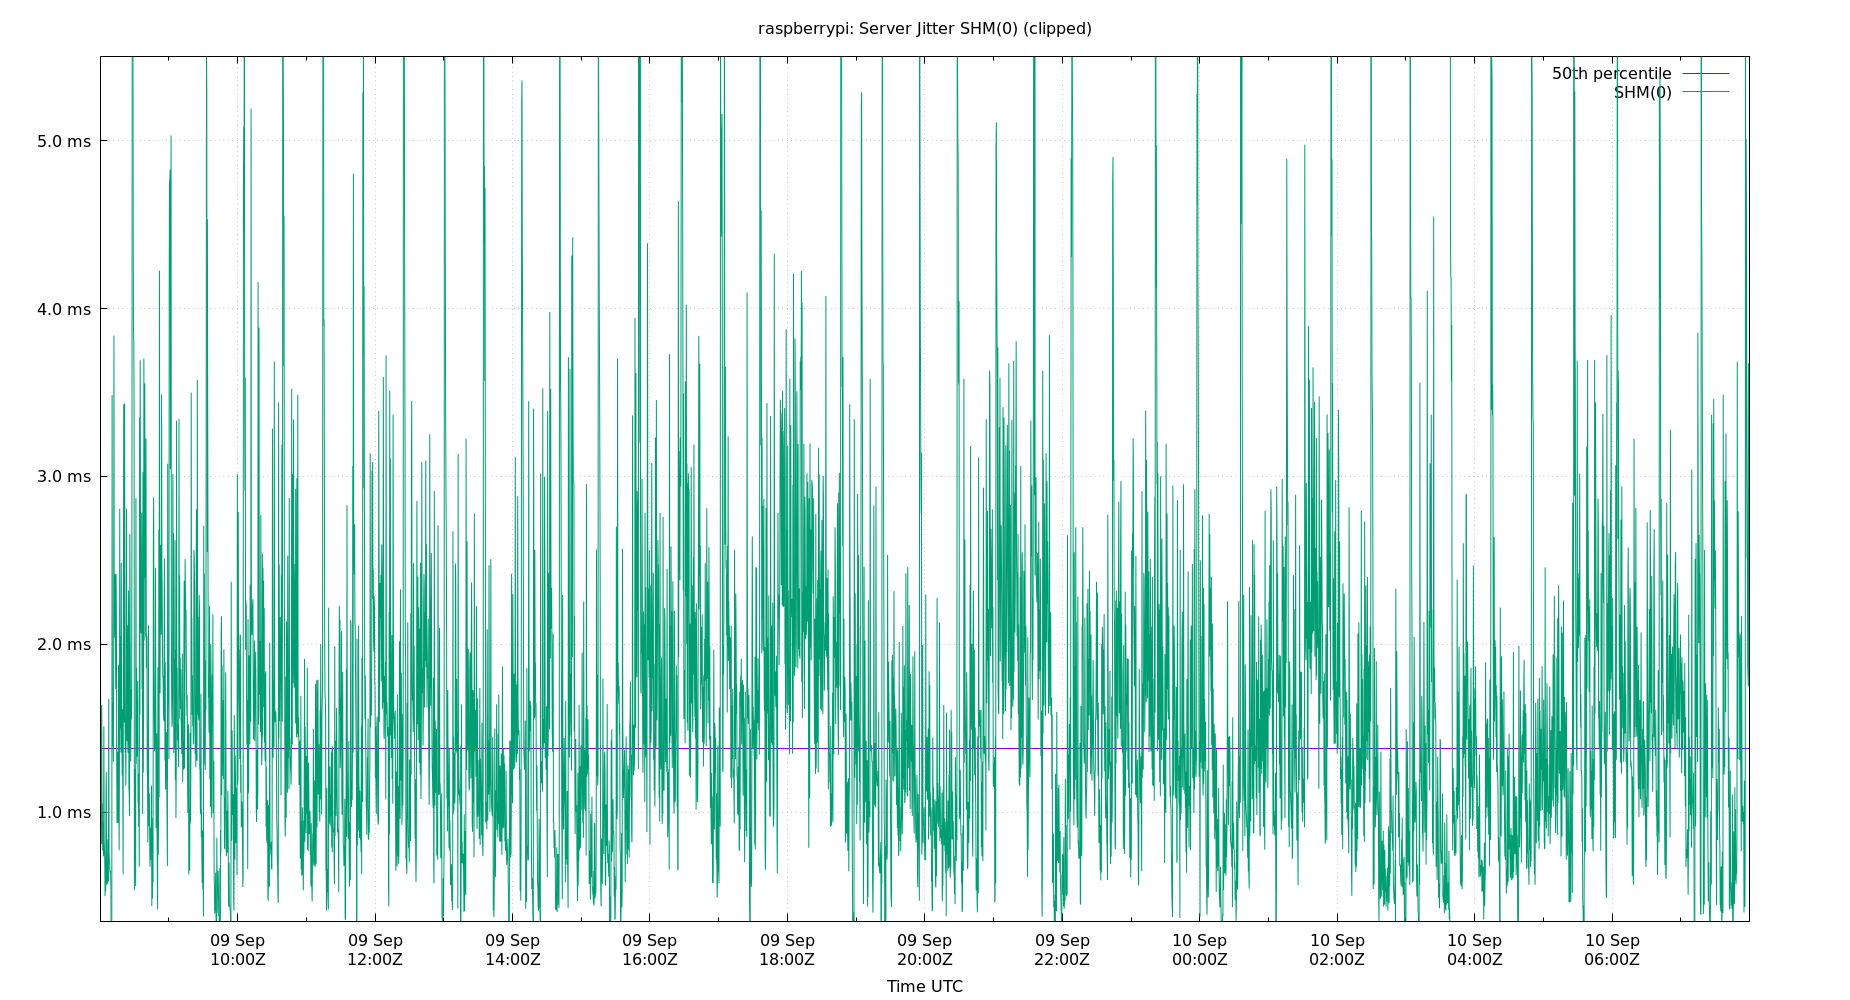 raspberrypi: Server Jitter SHM(0) (clipped)
50th percentile
SHM(0)
5.0 ms
4.0 ms
3.0 ms
2.0 ms
1.0 ms
09 Sep 09 Sep 09 Sep 09 Sep 09 Sep 09 Sep 09 Sep 10 Sep 10 Sep 10 Sep 10 Sep
10:00Z 12:00Z 14:00Z 16:00Z 18:00Z 20:00Z 22:00Z 00:00Z 02:00Z 04:00Z 06:00Z
Time UTC